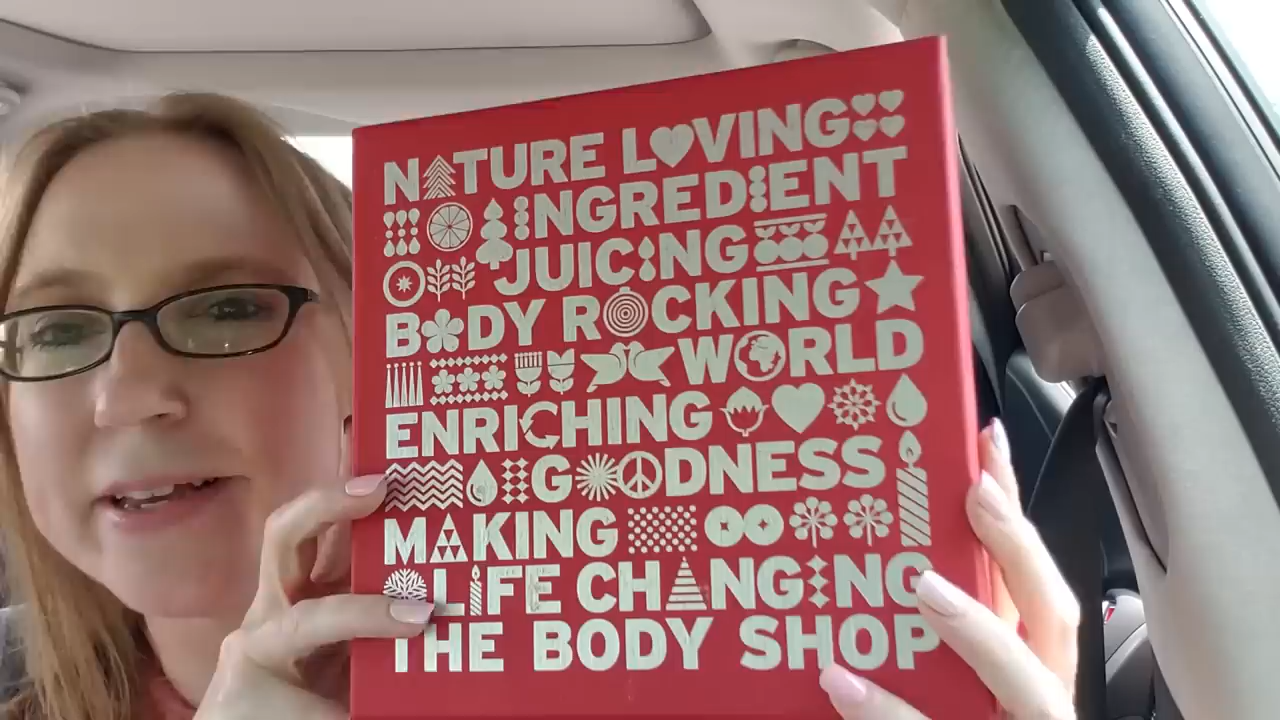 NATURE LOVING
INGREDIENT
JUICING
BODY ROCKING
WORLD
ENRICHING
GOODNESS
MAKING
LIFE CHANGING
THE BODY SHOP